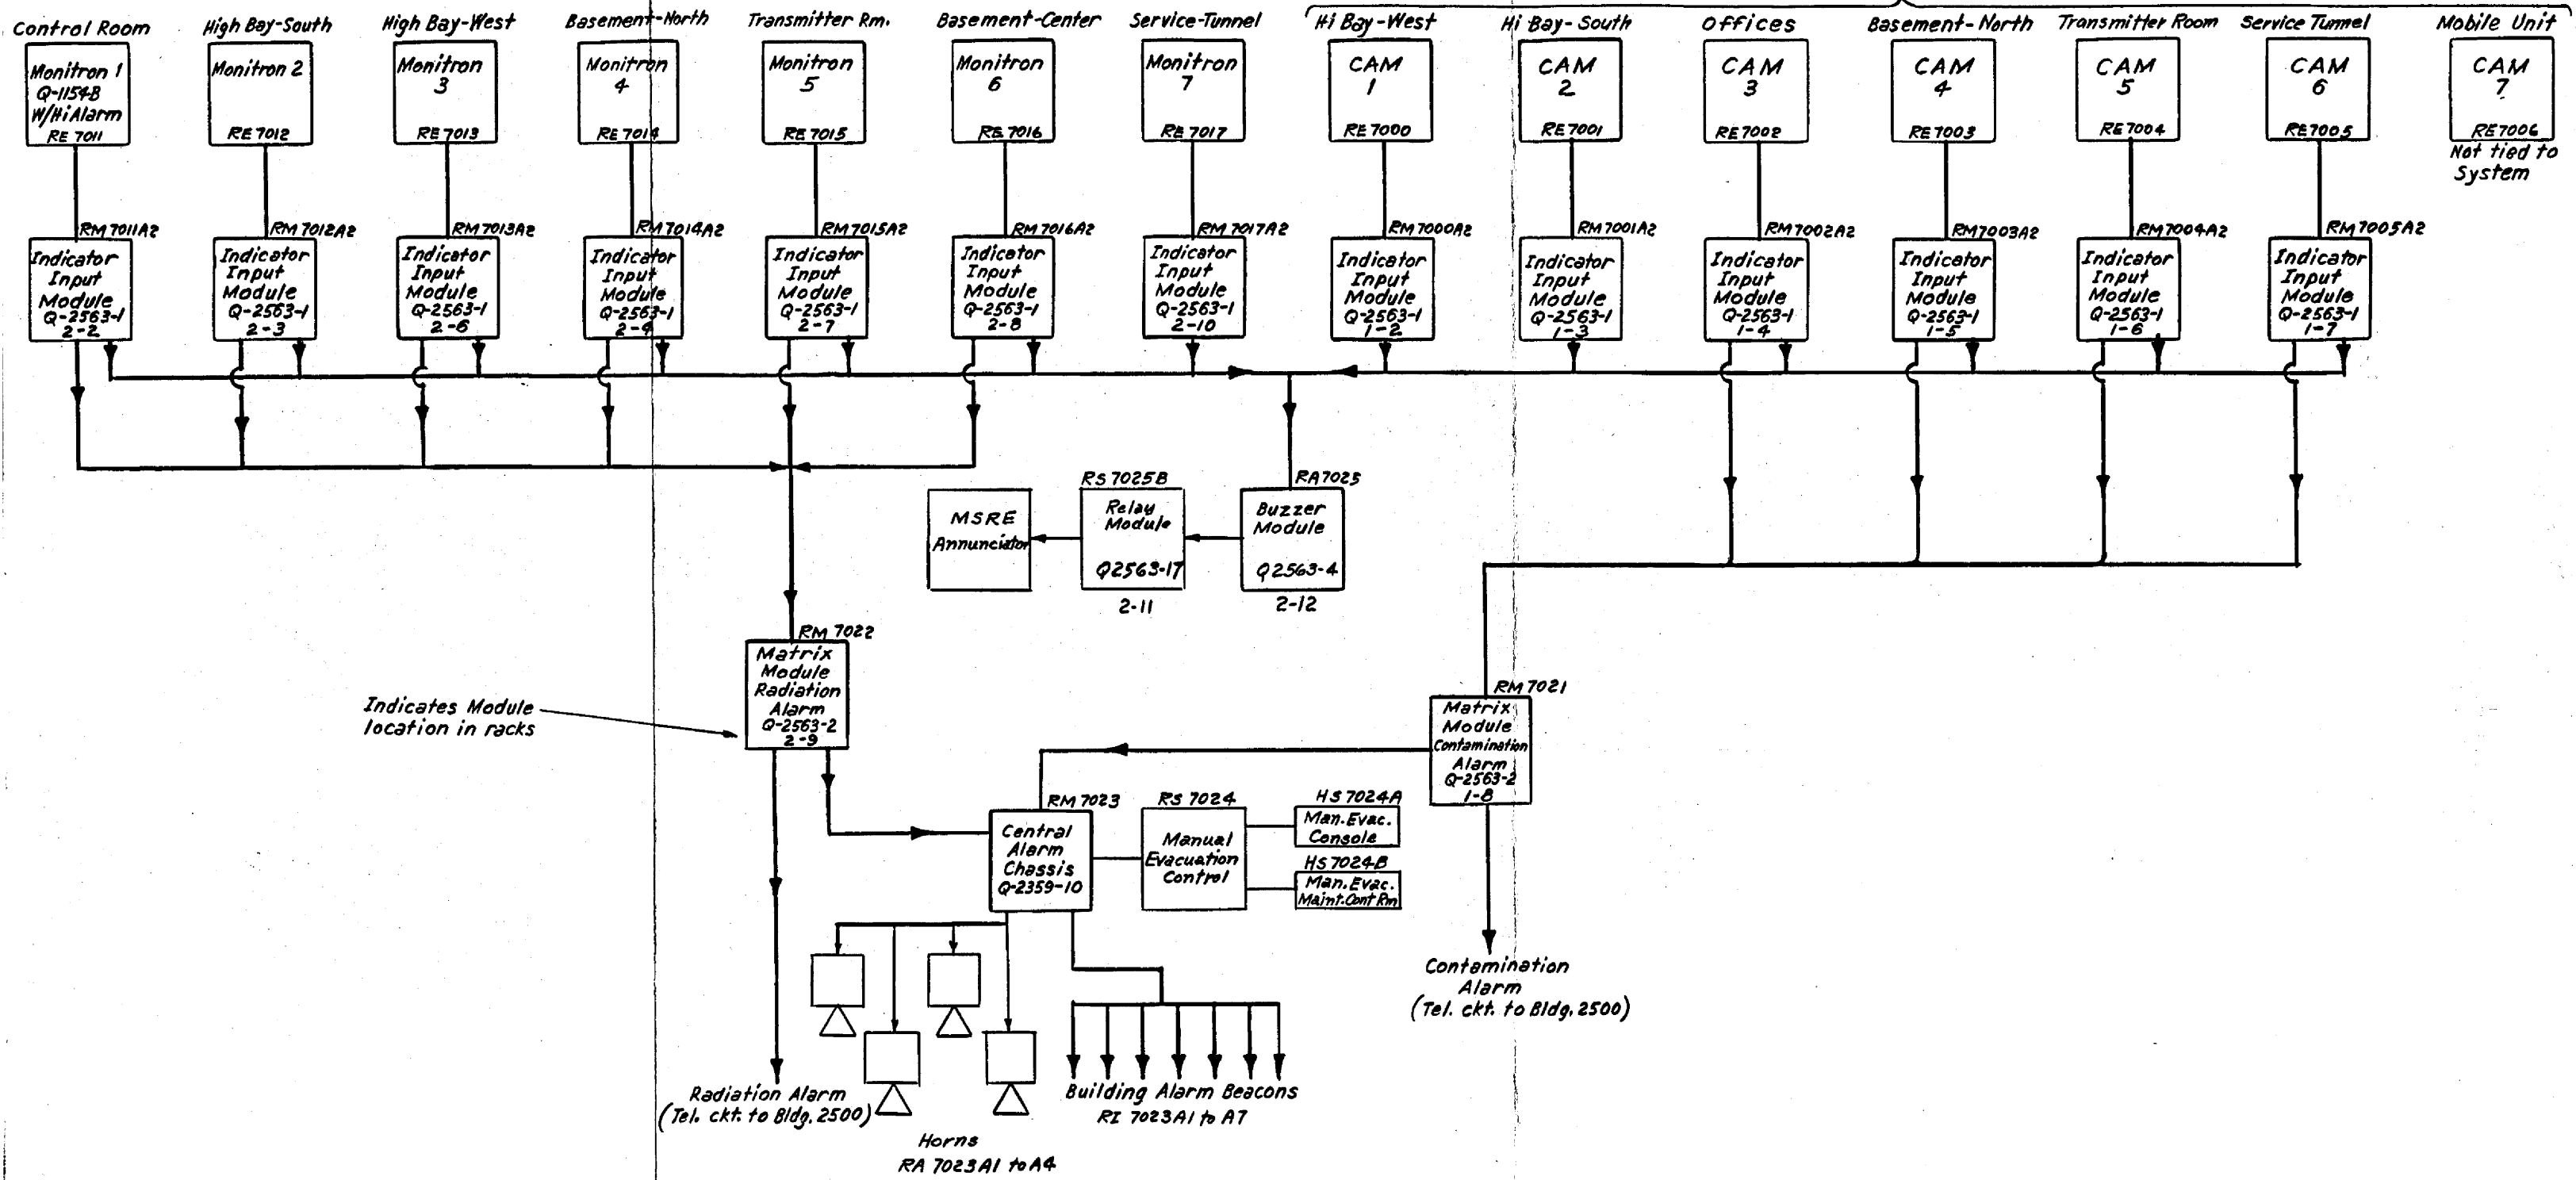 Control Room
Monitron 1
Q-1154B
W/Hi Alarm
RE 7011
High Bay-South
Monitron 2
RE 7012
High Bay-West
Monitron
3
RE 7013
Basement-North
Monitron
4
RE 7014
Transmitter Rm.
Monitron
5
RE 7015
Basement-Center
Monitron
6
RE 7016
Service-Tunnel
Monitron
7
RE 7017
Hi Bay-West
CAM
1
RE 7000
Hi Bay-South
CAM
2
RE 7001
Offices
CAM
3
RE 7002
Basement-North
CAM
4
RE 7003
Transmitter Room
CAM
5
RE 7004
Service Tunnel
CAM
6
RE 7005
Mobile Unit
CAM
7
RE 7006
Not tied to
System
RM 7011A2
Indicator
Input
Module
Q-2563-1
2-2
RM 7012A2
Indicator
Input
Module
Q-2563-1
2-3
RM 7013A2
Indicator
Input
Module
Q-2563-1
2-6
RM 7014A2
Indicator
Input
Module
Q-2563-1
RM 7015A2
Indicator
Input
Module
Q-2563-1
2-7
RM 7016A2
Indicator
Input
Module
Q-2563-1
2-8
RM 7017A2
Indicator
Input
Module
Q-2563-1
2-10
RM 7000A2
Indicator
Input
Module
Q-2563-1
1-2
RM 7001A2
Indicator
Input
Module
Q-2563-1
1-3
RM 7002A2
Indicator
Input
Module
Q-2563-1
1-4
RM 7003A2
Indicator
Input
Module
Q-2563-1
1-5
RM 7004A2
Indicator
Input
Module
Q-2563-1
1-6
RM 7005A2
Indicator
Input
Module
Q-2563-1
1-7
MSRE
Annunciator
RS 7025B
Relay
Module
Q2563-17
2-11
RA 7025
Buzzer
Module
Q2563-4
2-12
RM 7022
Matrix
Module
Radiation
Alarm
Q-2563-2
2-9
Indicates Module
location in racks
RM 7021
Matrix
Module
Contamination
Alarm
Q-2563-2
1-8
RM 7023
Central
Alarm
Chassis
Q-2359-10
RS 7024
Manual
Evacuation
Control
HS 7024A
Man. Evac.
Console
HS 7024B
Man. Evac.
Maint. Cont Rm
Contamination
Alarm
(Tel. ckt. to Bldg. 2500)
Radiation Alarm
(Tel. ckt. to Bldg. 2500)
Building Alarm Beacons
RI 7023A1 to A7
Horns
RA 7023A1 to A4